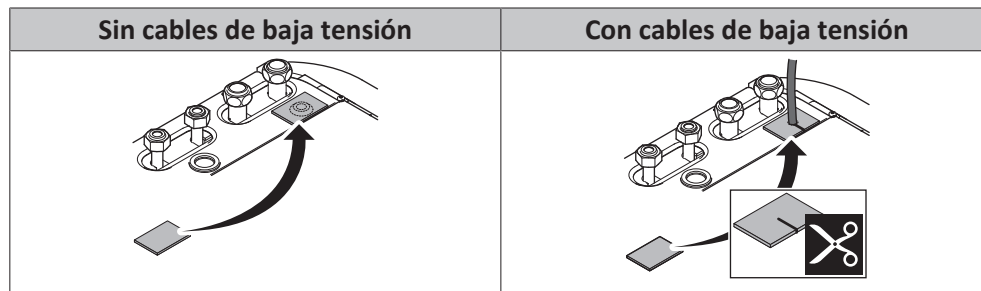 Sin cables de baja tensión
Con cables de baja tensión